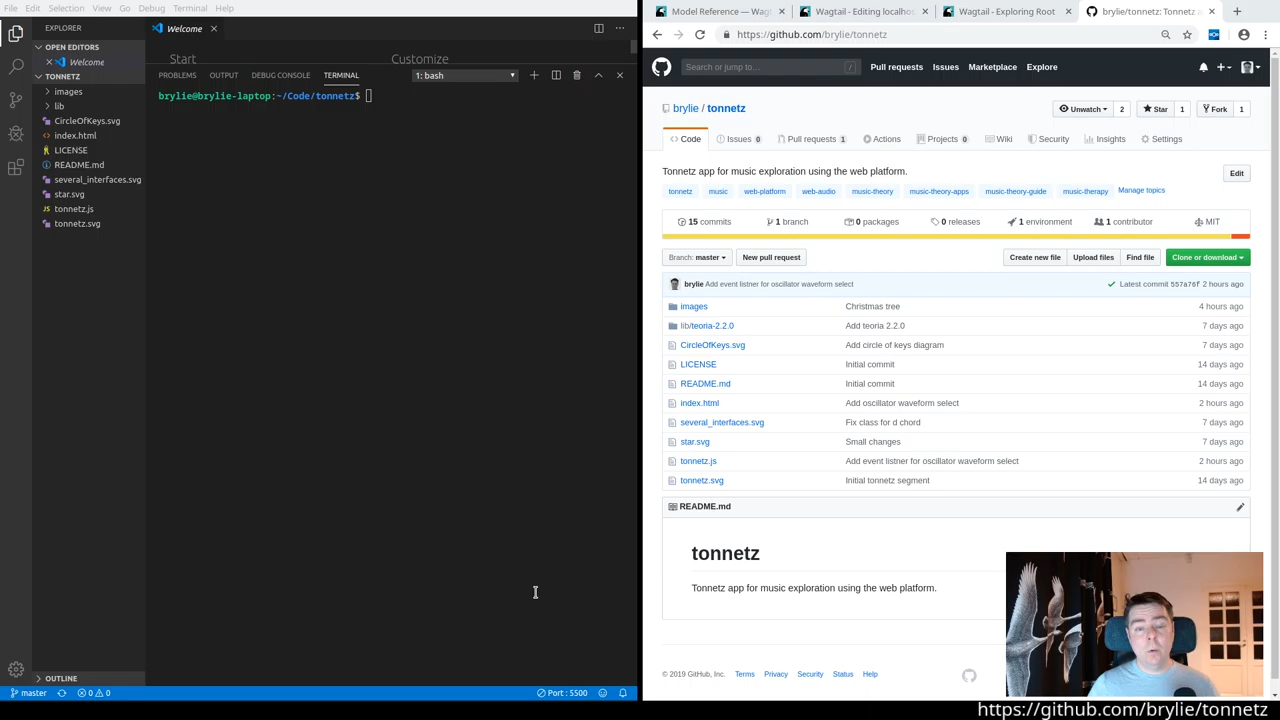 File Edit Selection View Go Debug Terminal Help
EXPLORER
OPEN EDITORS
Welcome
TONNETZ
images
lib
CircleOfKeys.svg
index.html
LICENSE
README.md
several_interfaces.svg
star.svg
tonnetz.js
tonnetz.svg
OUTLINE
Welcome
Start
Customize
PROBLEMS OUTPUT DEBUG CONSOLE TERMINAL 1: bash
brylie@brylie-laptop:~/Code/tonnetz$
master 0 0 Port : 5500
Model Reference — Wagt Wagtail - Editing localhos Wagtail - Exploring Root brylie/tonnetz: Tonnetz a
https://github.com/brylie/tonnetz
Search or jump to... / Pull requests Issues Marketplace Explore
brylie / tonnetz Unwatch 2 Star 1 Fork 1
Code Issues 0 Pull requests 1 Actions Projects 0 Wiki Security Insights Settings
Tonnetz app for music exploration using the web platform. Edit
tonnetz music web-platform web-audio music-theory music-theory-apps music-theory-guide music-therapy Manage topics
15 commits 1 branch 0 packages 0 releases 1 environment 1 contributor MIT
Branch: master New pull request Create new file Upload files Find file Clone or download
brylie Add event listner for oscillator waveform select Latest commit 557a76f 2 hours ago
images Christmas tree 4 hours ago
lib/teoria-2.2.0 Add teoria 2.2.0 7 days ago
CircleOfKeys.svg Add circle of keys diagram 7 days ago
LICENSE Initial commit 14 days ago
README.md Initial commit 14 days ago
index.html Add oscillator waveform select 2 hours ago
several_interfaces.svg Fix class for d chord 7 days ago
star.svg Small changes 7 days ago
tonnetz.js Add event listner for oscillator waveform select 2 hours ago
tonnetz.svg Initial tonnetz segment 14 days ago
README.md
tonnetz
Tonnetz app for music exploration using the web platform.
© 2019 GitHub, Inc. Terms Privacy Security Status Help
https://github.com/brylie/tonnetz